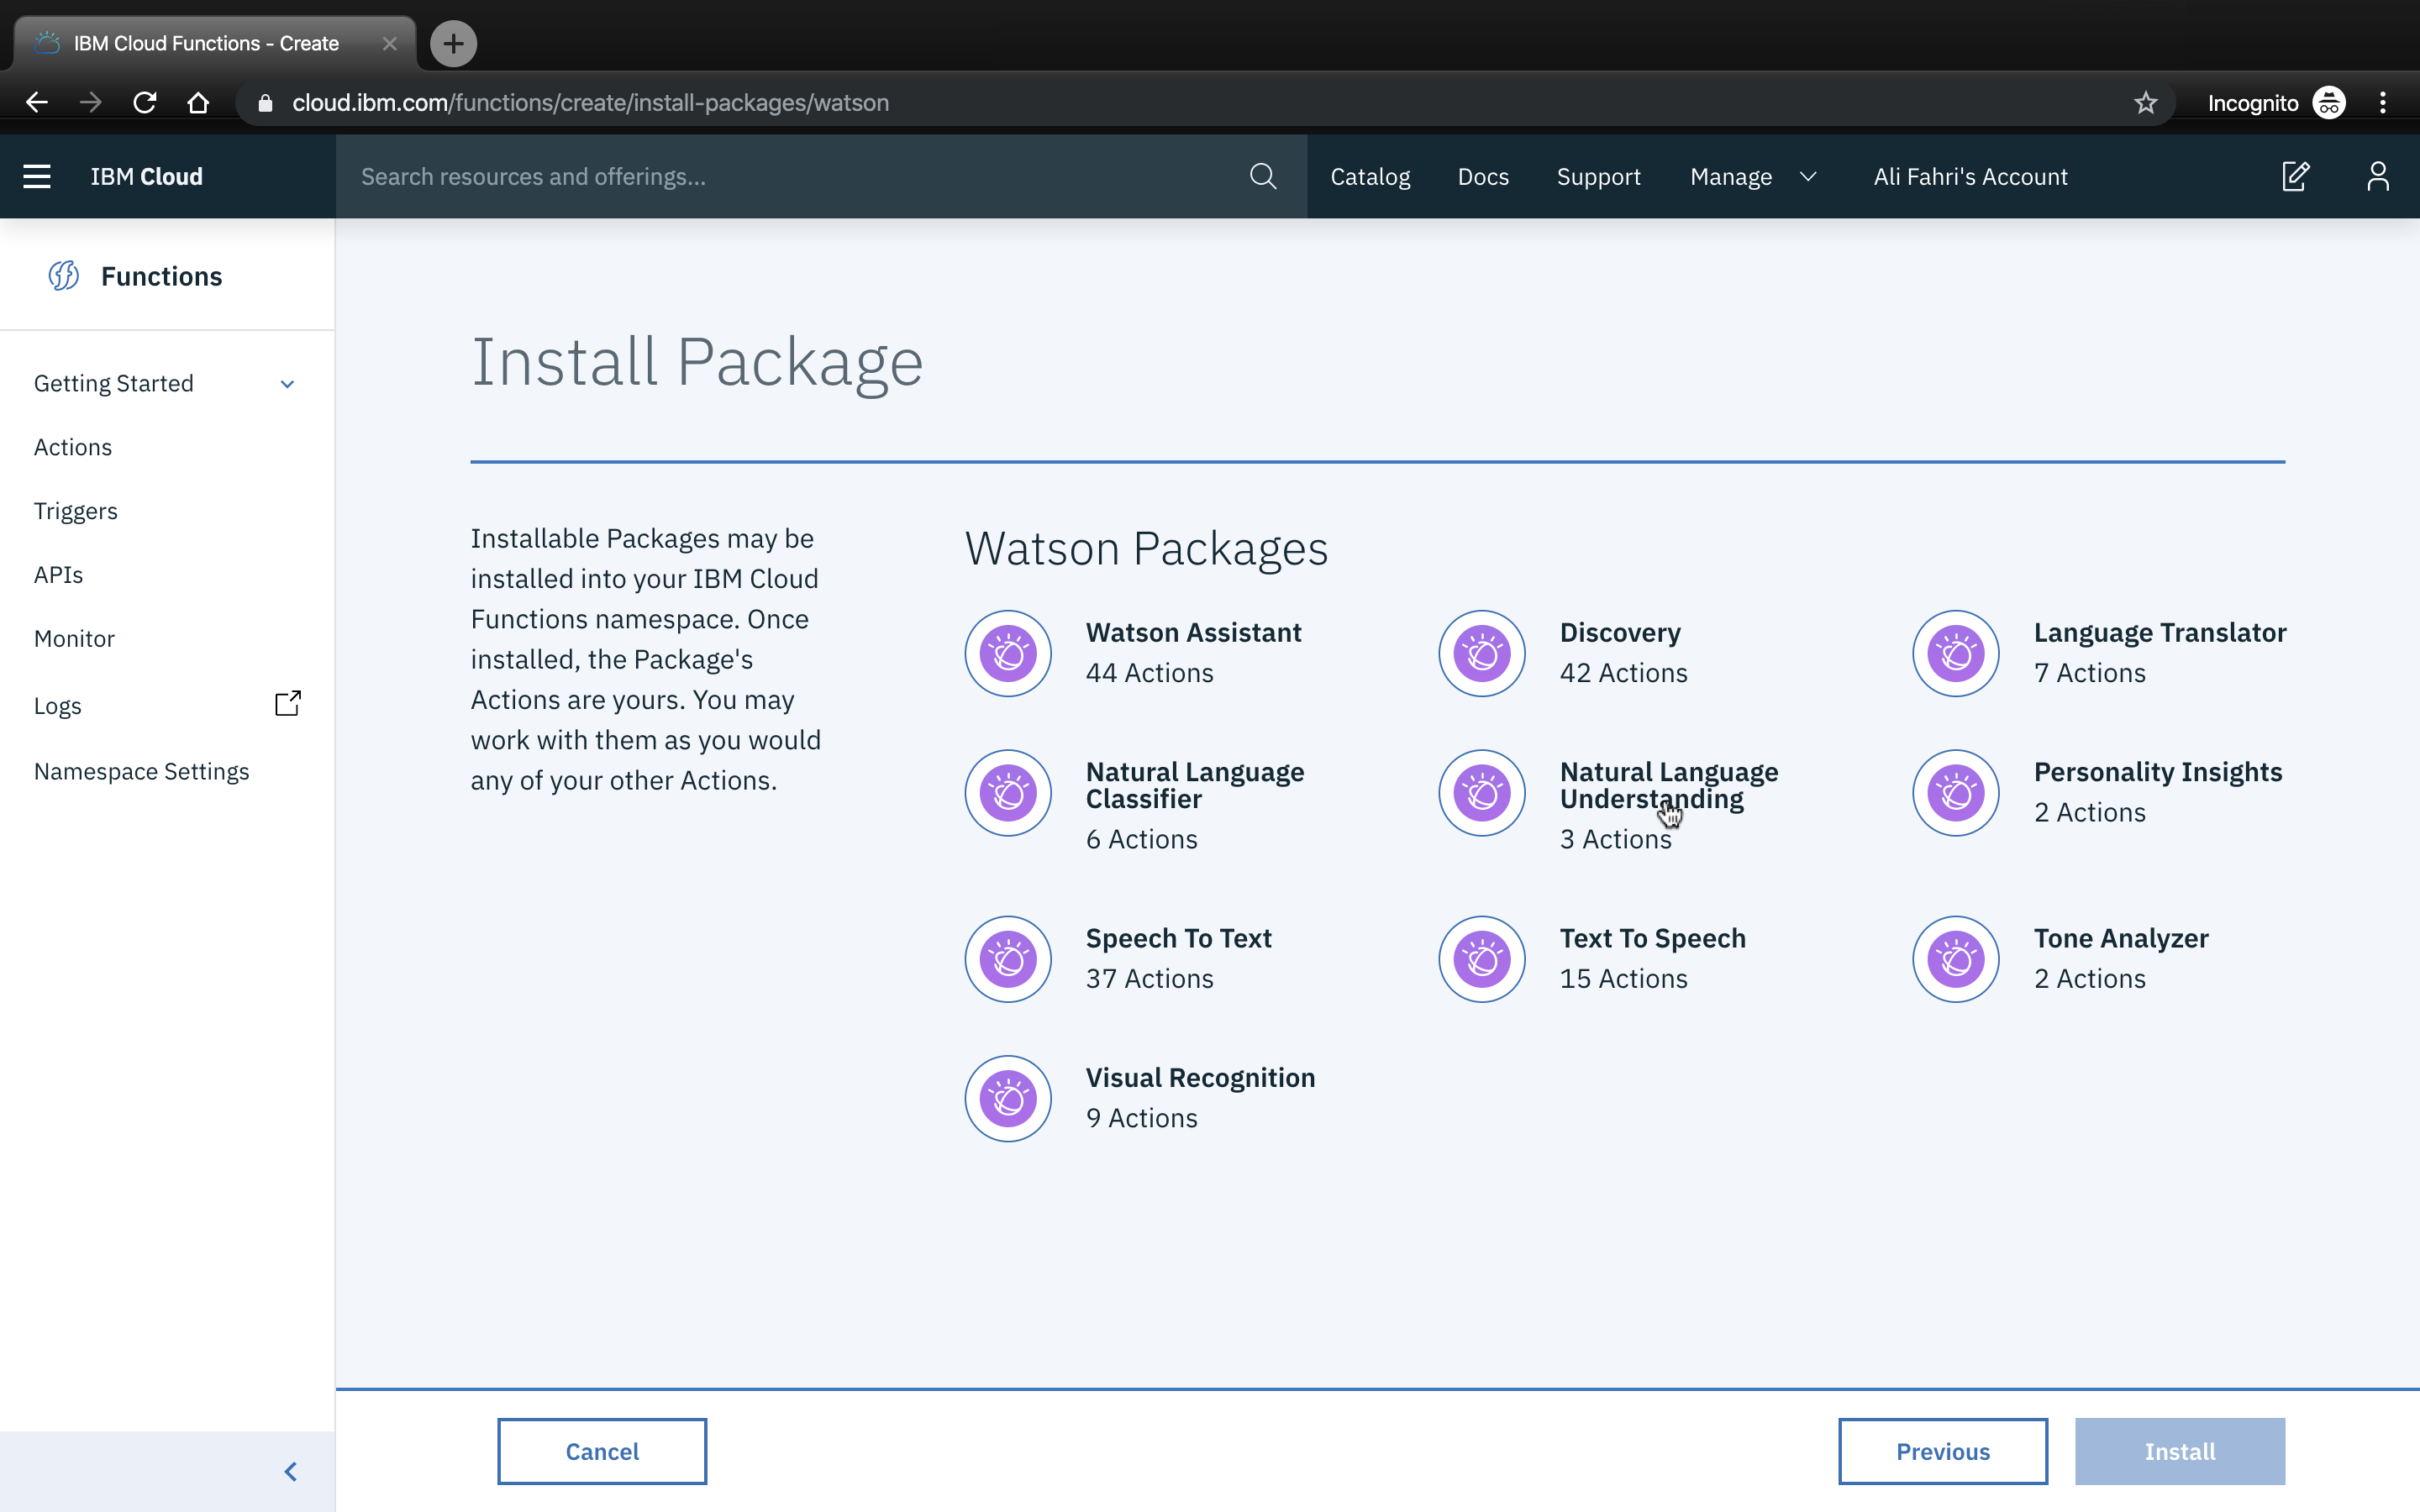 IBM Cloud Functions - Create
cloud.ibm.com/functions/create/install-packages/watson
Incognito
IBM Cloud
Search resources and offerings...
Catalog
Docs
Support
Manage
Ali Fahri's Account
Functions
Getting Started
Actions
Triggers
APIs
Monitor
Logs
Namespace Settings
Install Package
Installable Packages may be
installed into your IBM Cloud
Functions namespace. Once
installed, the Package's
Actions are yours. You may
work with them as you would
any of your other Actions.
Watson Packages
Watson Assistant
44 Actions
Discovery
42 Actions
Language Translator
7 Actions
Natural Language
Classifier
6 Actions
Natural Language
Understanding
3 Actions
Personality Insights
2 Actions
Speech To Text
37 Actions
Text To Speech
15 Actions
Tone Analyzer
2 Actions
Visual Recognition
9 Actions
Cancel
Previous
Install